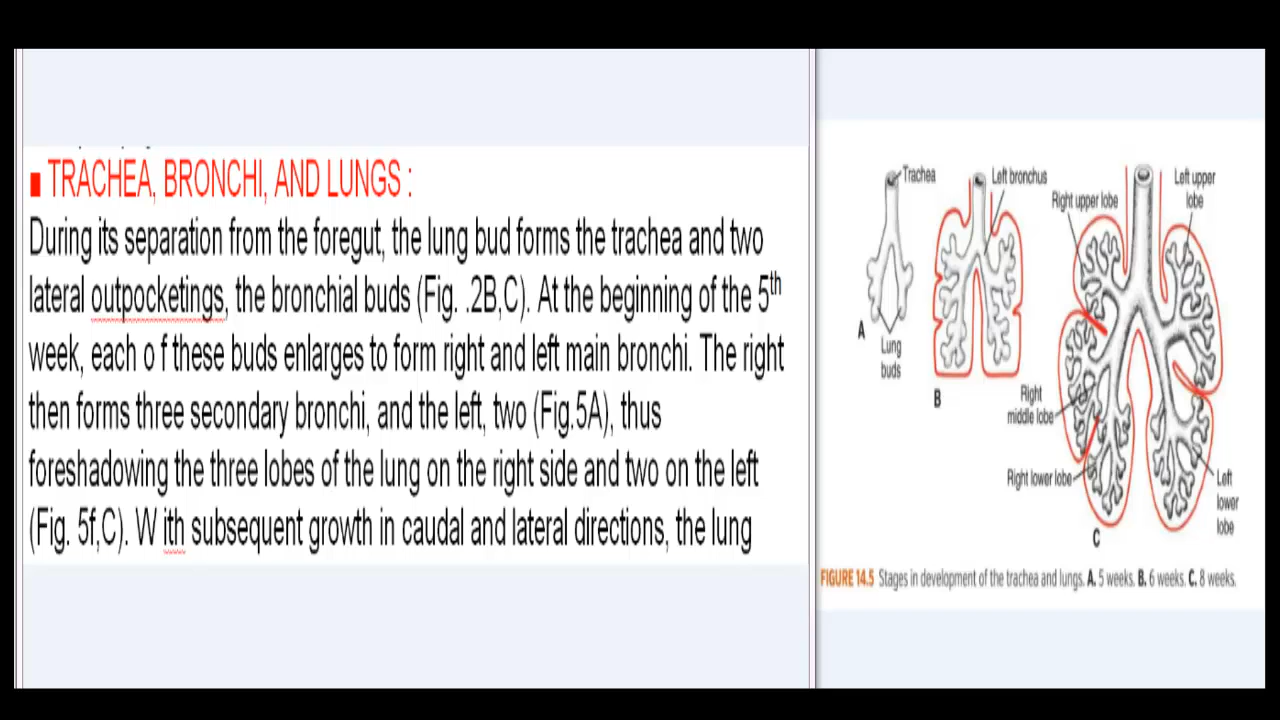 ■ TRACHEA, BRONCHI, AND LUNGS :
During its separation from the foregut, the lung bud forms the trachea and two
lateral outpocketings, the bronchial buds (Fig. .2B,C). At the beginning of the 5th
week, each o f these buds enlarges to form right and left main bronchi. The right
then forms three secondary bronchi, and the left, two (Fig.5A), thus
foreshadowing the three lobes of the lung on the right side and two on the left
(Fig. 5f,C). W ith subsequent growth in caudal and lateral directions, the lung
Trachea
A
Lung
buds
Left bronchus
B
Right upper lobe
Left upper
lobe
Right
middle lobe
Right lower lobe
Left
lower
lobe
C
FIGURE 14.5 Stages in development of the trachea and lungs. A. 5 weeks. B. 6 weeks. C. 8 weeks.